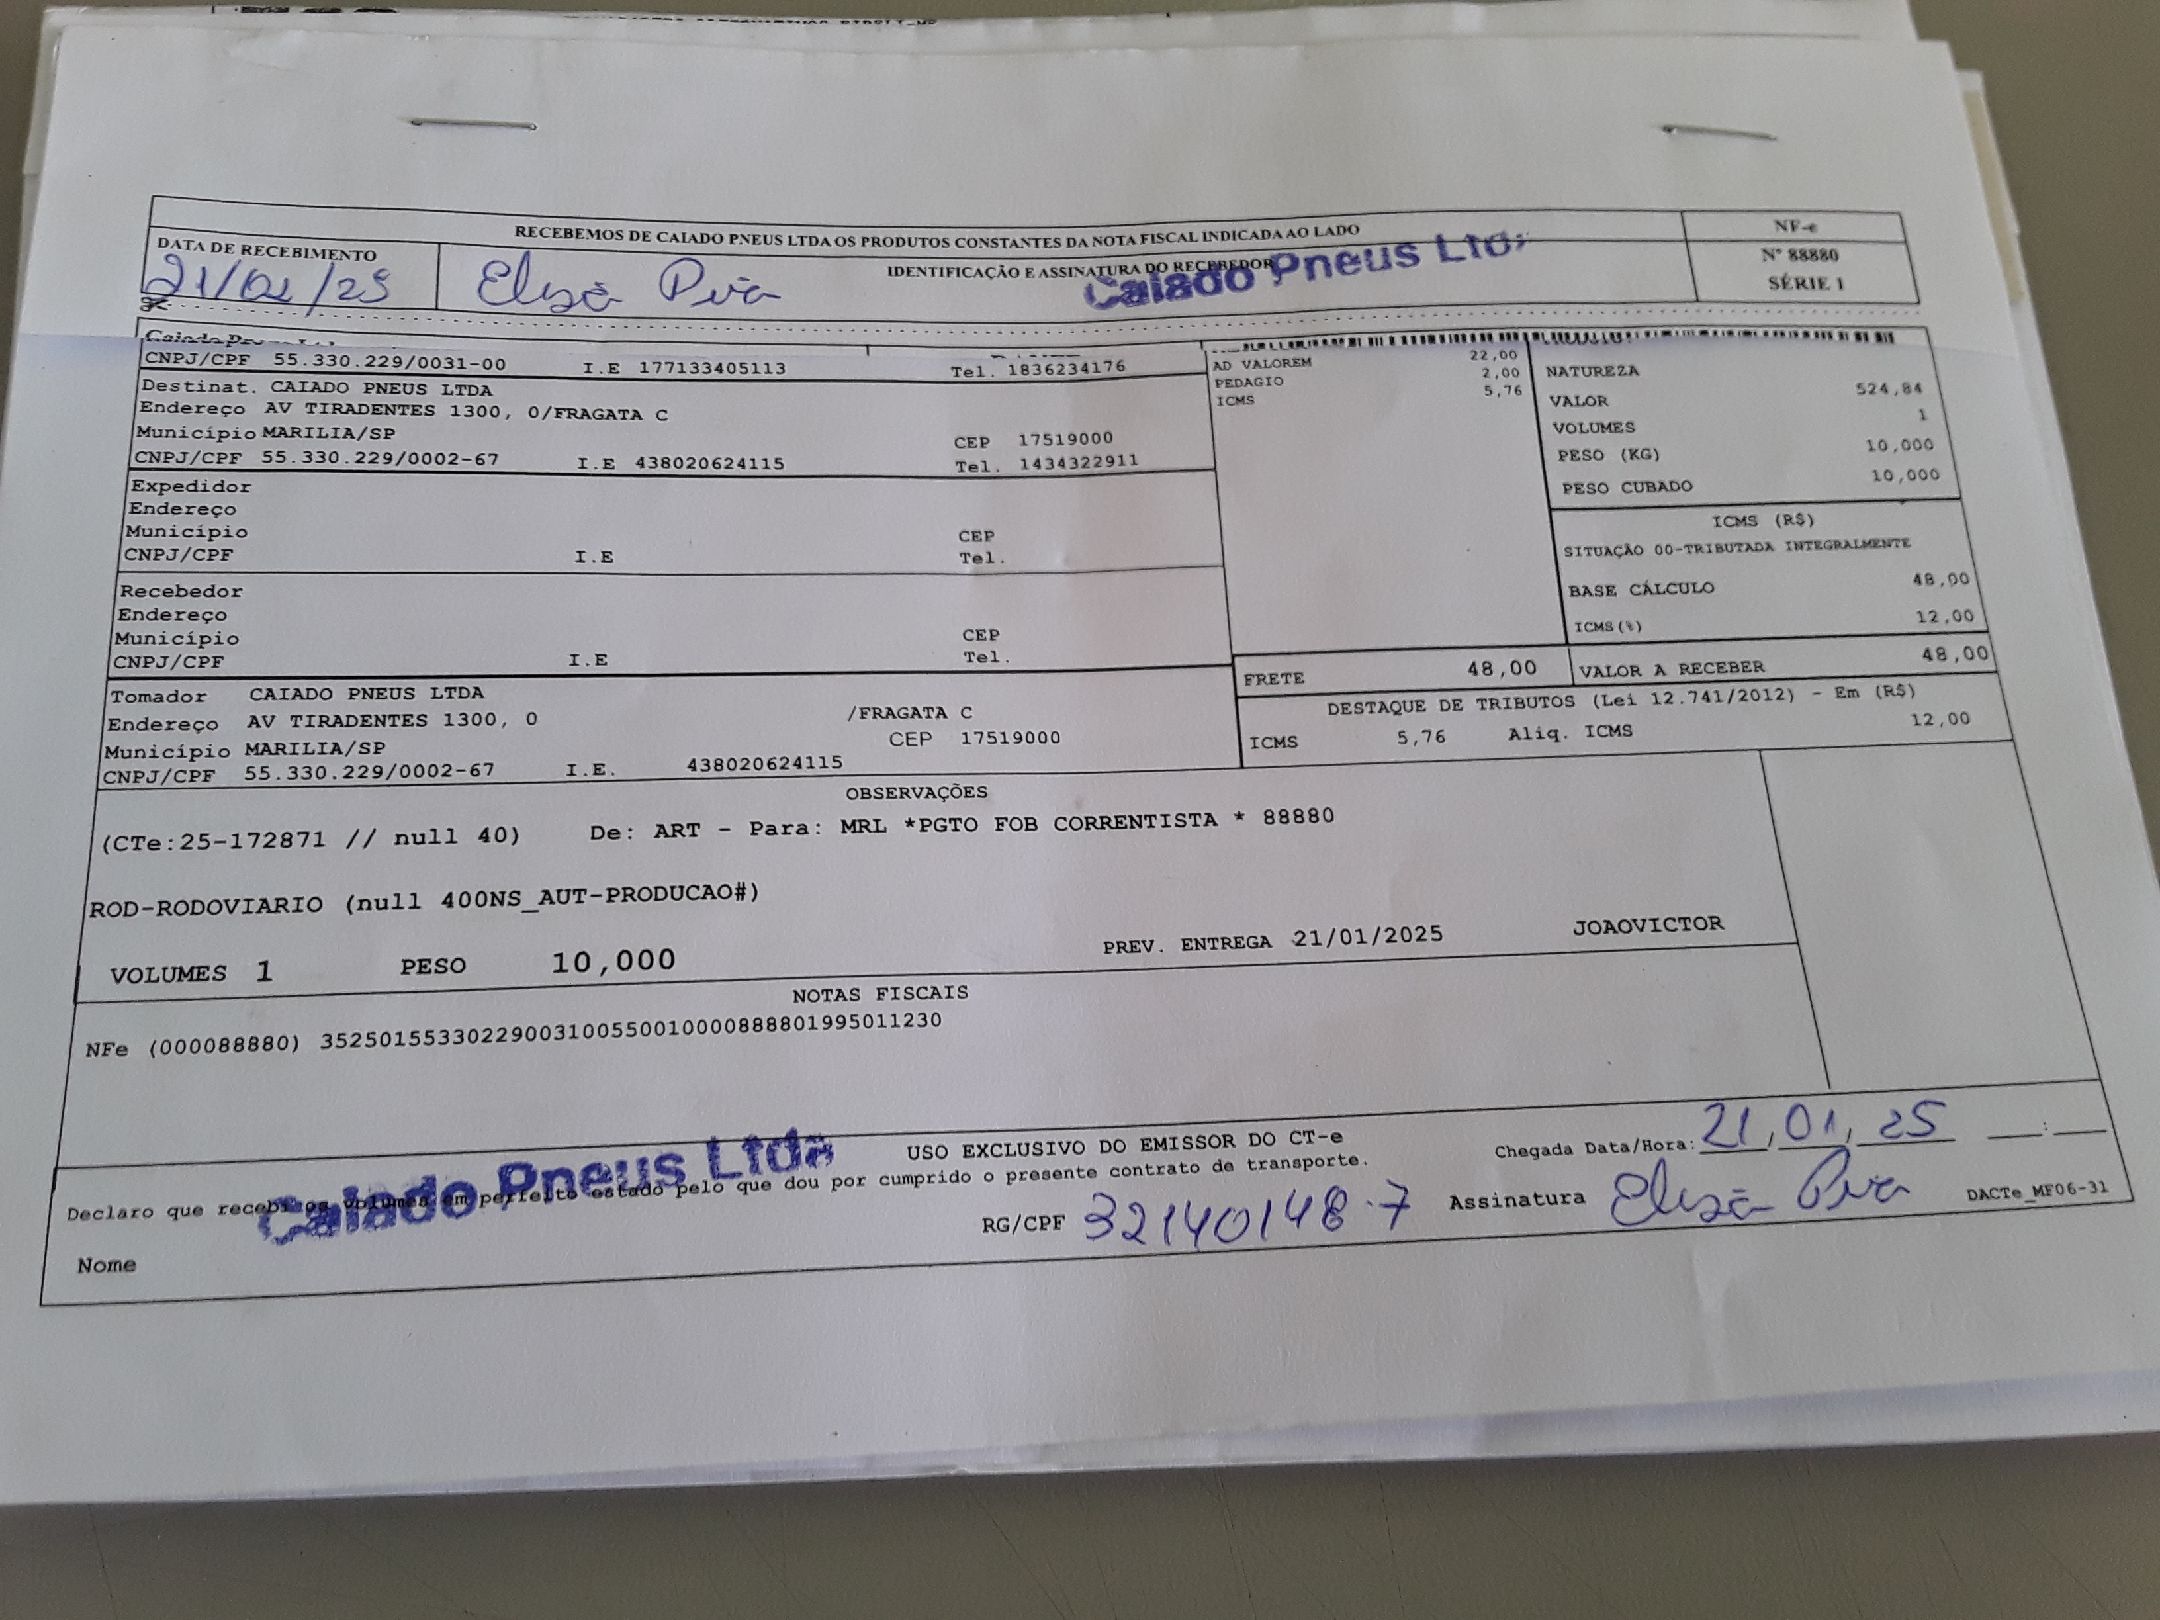 RECEBEMOS DE CAIADO PNEUS LTDA OS PRODUTOS CONSTANTES DA NOTA FISCAL INDICADA AO LADO
NF-e
Nº 88880
SÉRIE 1
DATA DE RECEBIMENTO
21/01/25
IDENTIFICAÇÃO E ASSINATURA DO RECEBEDOR
Elisa Piva
Caiado Pneus Ltda
CNPJ/CPF 55.330.229/0031-00 I.E 177133405113 Tel. 1836234176
Destinat. CAIADO PNEUS LTDA
Endereço AV TIRADENTES 1300, 0/FRAGATA C
Município MARILIA/SP CEP 17519000
CNPJ/CPF 55.330.229/0002-67 I.E 438020624115 Tel. 1434322911
Expedidor
Endereço
Município CEP
CNPJ/CPF I.E Tel.
Recebedor
Endereço
Município CEP
CNPJ/CPF I.E Tel.
Tomador CAIADO PNEUS LTDA
Endereço AV TIRADENTES 1300, 0 /FRAGATA C
Município MARILIA/SP CEP 17519000
CNPJ/CPF 55.330.229/0002-67 I.E. 438020624115
AD VALOREM 22,00
PEDAGIO 2,00
ICMS 5,76
NATUREZA
VALOR 524,84
VOLUMES 1
PESO (KG) 10,000
PESO CUBADO 10,000
ICMS (R$)
SITUAÇÃO 00-TRIBUTADA INTEGRALMENTE
BASE CÁLCULO 48,00
ICMS(%) 12,00
FRETE 48,00 VALOR A RECEBER 48,00
DESTAQUE DE TRIBUTOS (Lei 12.741/2012) - Em (R$)
ICMS 5,76 Aliq. ICMS 12,00
OBSERVAÇÕES
(CTe:25-172871 // null 40) De: ART - Para: MRL *PGTO FOB CORRENTISTA * 88880
ROD-RODOVIARIO (null 400NS_AUT-PRODUCAO#)
VOLUMES 1 PESO 10,000 PREV. ENTREGA 21/01/2025 JOAOVICTOR
NOTAS FISCAIS
NFe (000088880) 35250155330229003100550010000888801995011230
USO EXCLUSIVO DO EMISSOR DO CT-e
Declaro que recebi os volumes em perfeito estado pelo que dou por cumprido o presente contrato de transporte.
Caiado Pneus Ltda
Chegada Data/Hora: 21/01/25 __:__
Nome RG/CPF 32140148-7 Assinatura Elisa Piva DACTe_MF06-31